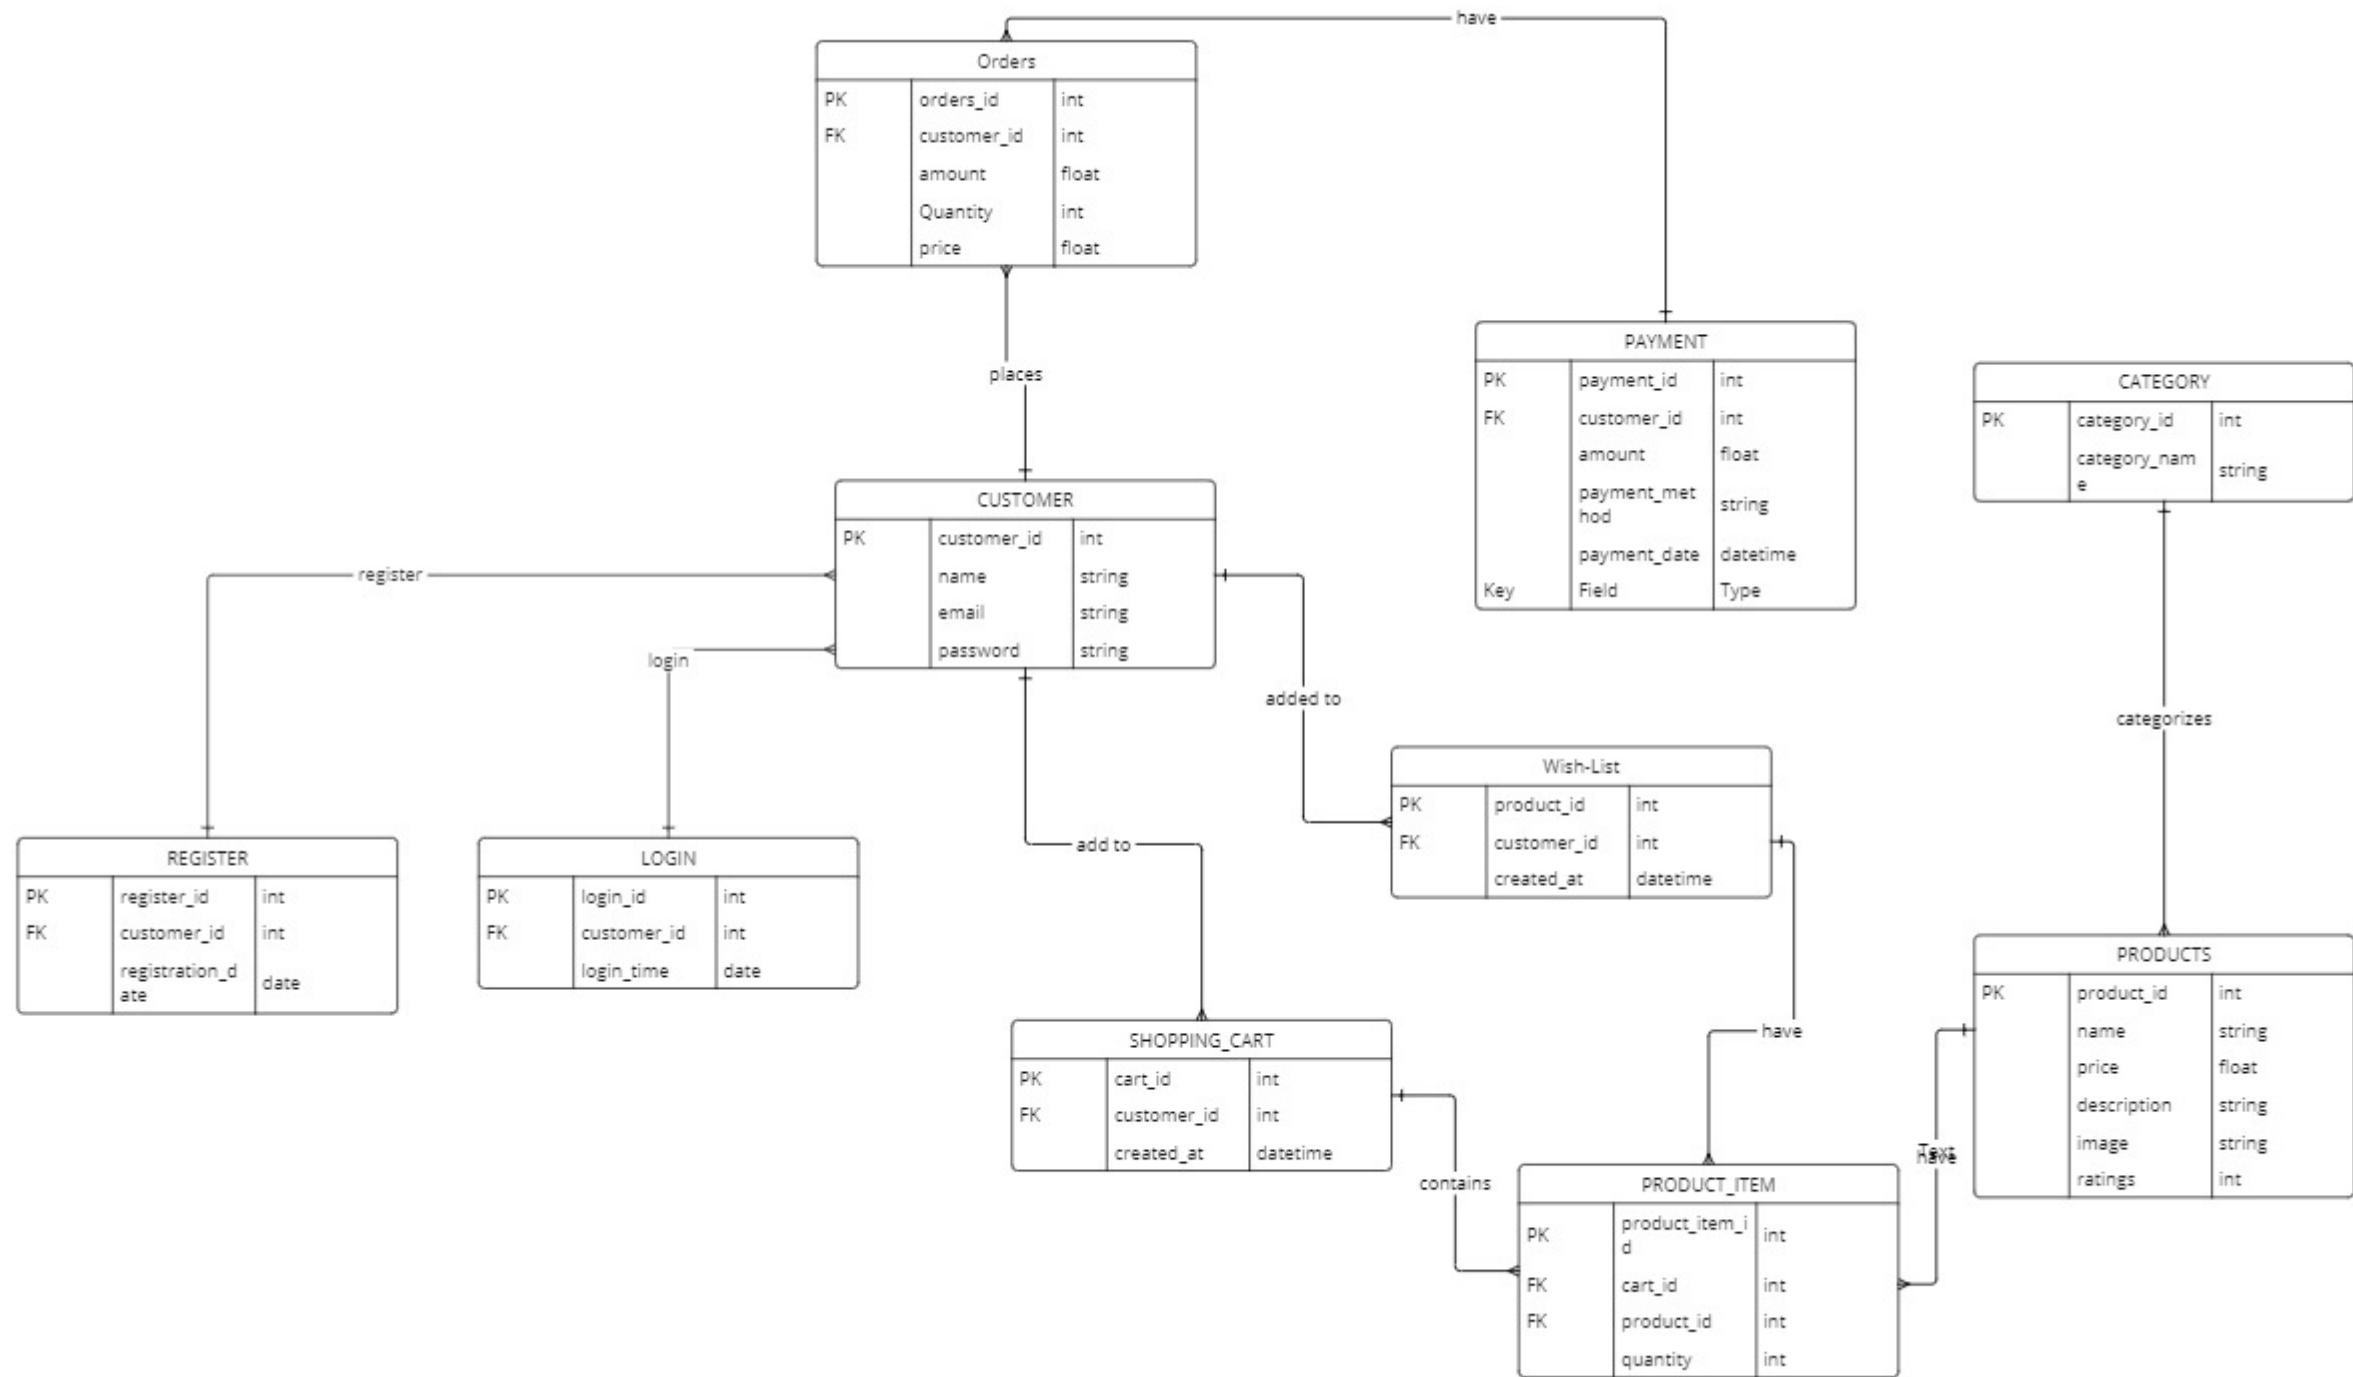 have
Orders
PK orders_id int
FK customer_id int
amount float
Quantity int
price float
places
PAYMENT
PK payment_id int
FK customer_id int
amount float
payment_met
hod string
payment_date datetime
Key Field Type
CATEGORY
PK category_id int
category_nam
e string
CUSTOMER
PK customer_id int
name string
email string
password string
register
login
added to
categorizes
Wish-List
PK product_id int
FK customer_id int
created_at datetime
REGISTER
PK register_id int
FK customer_id int
registration_d
ate date
LOGIN
PK login_id int
FK customer_id int
login_time date
add to
PRODUCTS
PK product_id int
name string
price float
description string
image string
ratings int
have
SHOPPING_CART
PK cart_id int
FK customer_id int
created_at datetime
contains
Text
have
PRODUCT_ITEM
PK product_item_i
d int
FK cart_id int
FK product_id int
quantity int